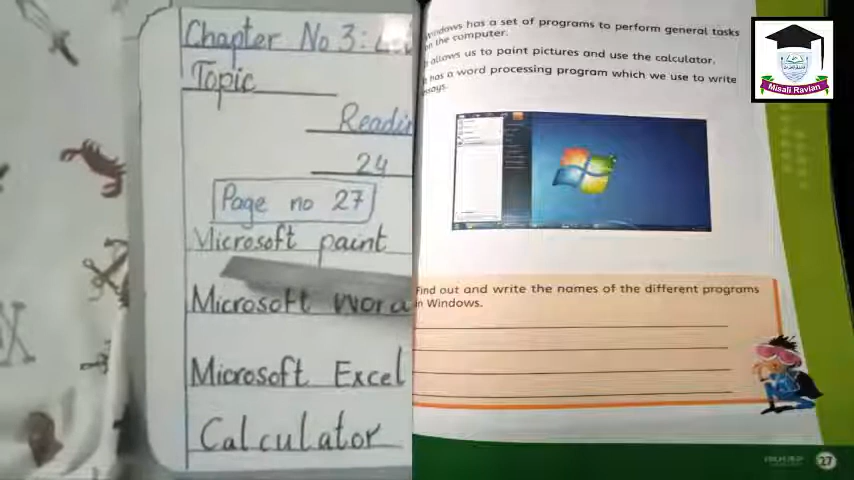 Chapter No 3:
Topic
24
Page no 27
Microsoft paint
Microsoft word
Microsoft Excel
Calculator
Windows has a set of programs to perform general tasks
on the computer.
It allows us to paint pictures and use the calculator.
It has a word processing program which we use to write
essays.
Find out and write the names of the different programs
in Windows.
27
Misali Ravian